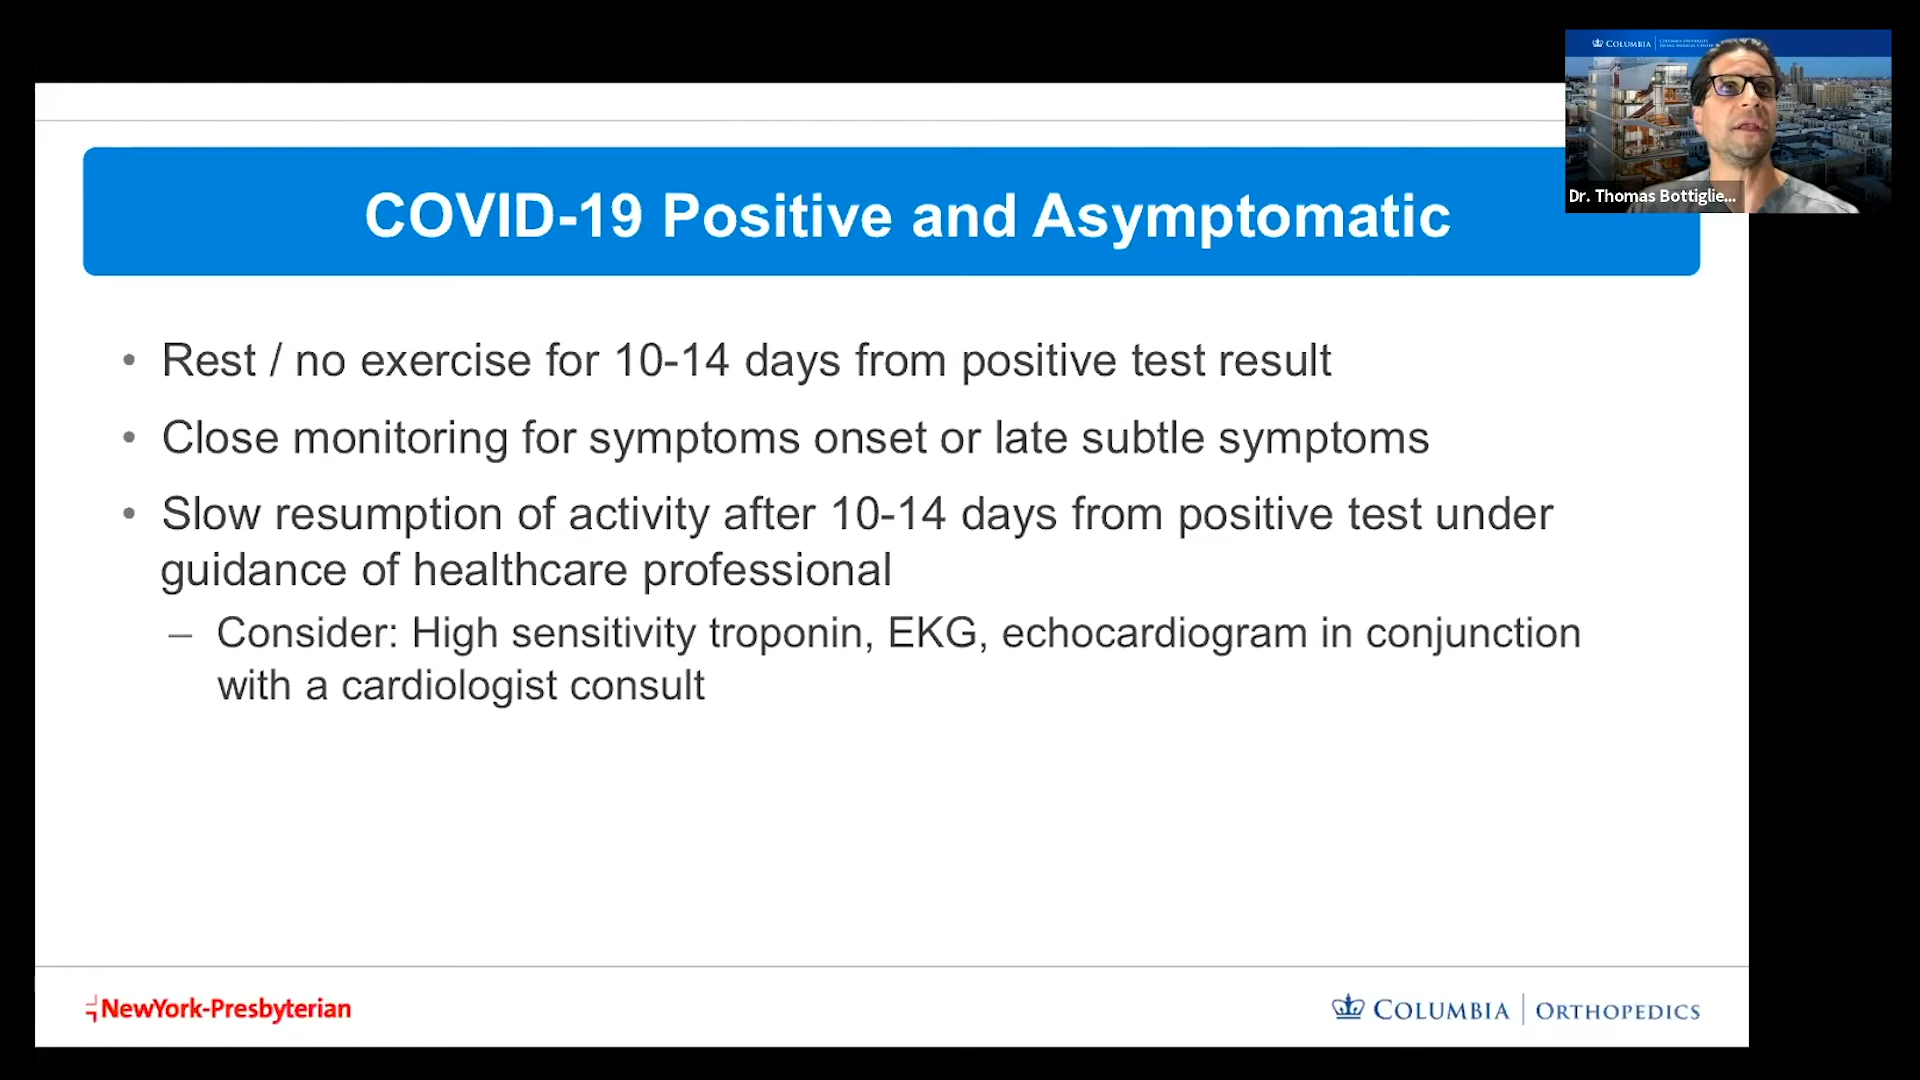 COLUMBIA
COVID-19 Positive and Asymptomatic
Dr. Thomas Bottiglie...
• Rest / no exercise for 10-14 days from positive test result
• Close monitoring for symptoms onset or late subtle symptoms
• Slow resumption of activity after 10-14 days from positive test under
guidance of healthcare professional
– Consider: High sensitivity troponin, EKG, echocardiogram in conjunction
with a cardiologist consult
NewYork-Presbyterian
COLUMBIA | ORTHOPEDICS